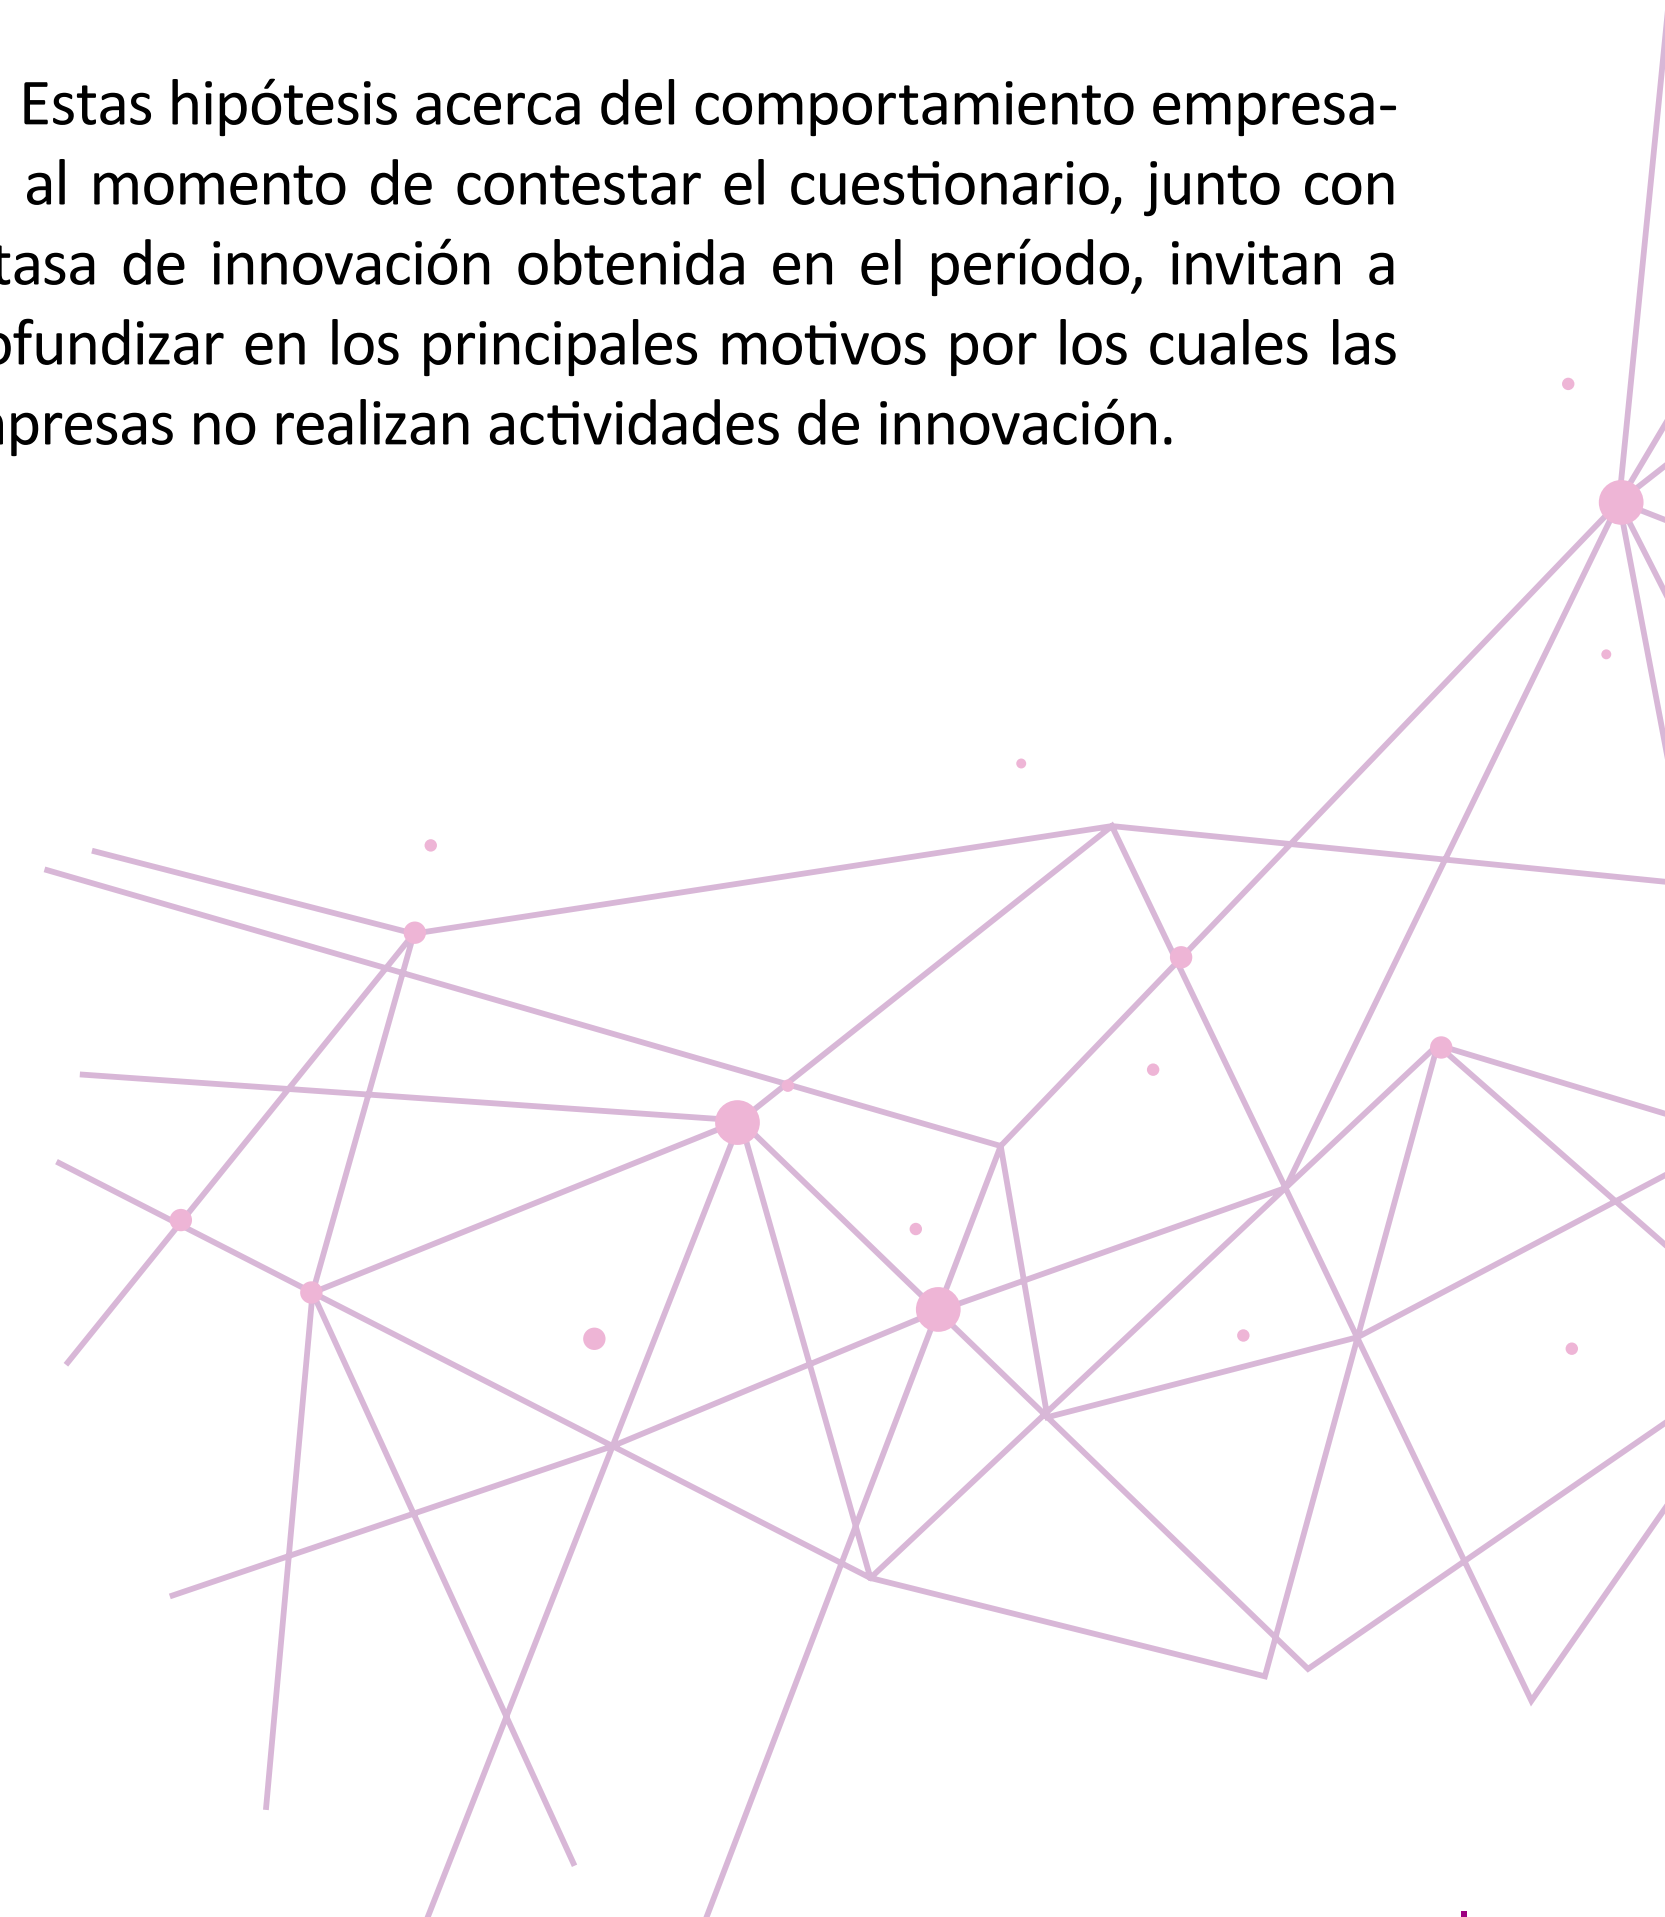 Estas hipótesis acerca del comportamiento empresa-
al momento de contestar el cuestionario, junto con
tasa de innovación obtenida en el período, invitan a
ofundizar en los principales motivos por los cuales las
presas no realizan actividades de innovación.